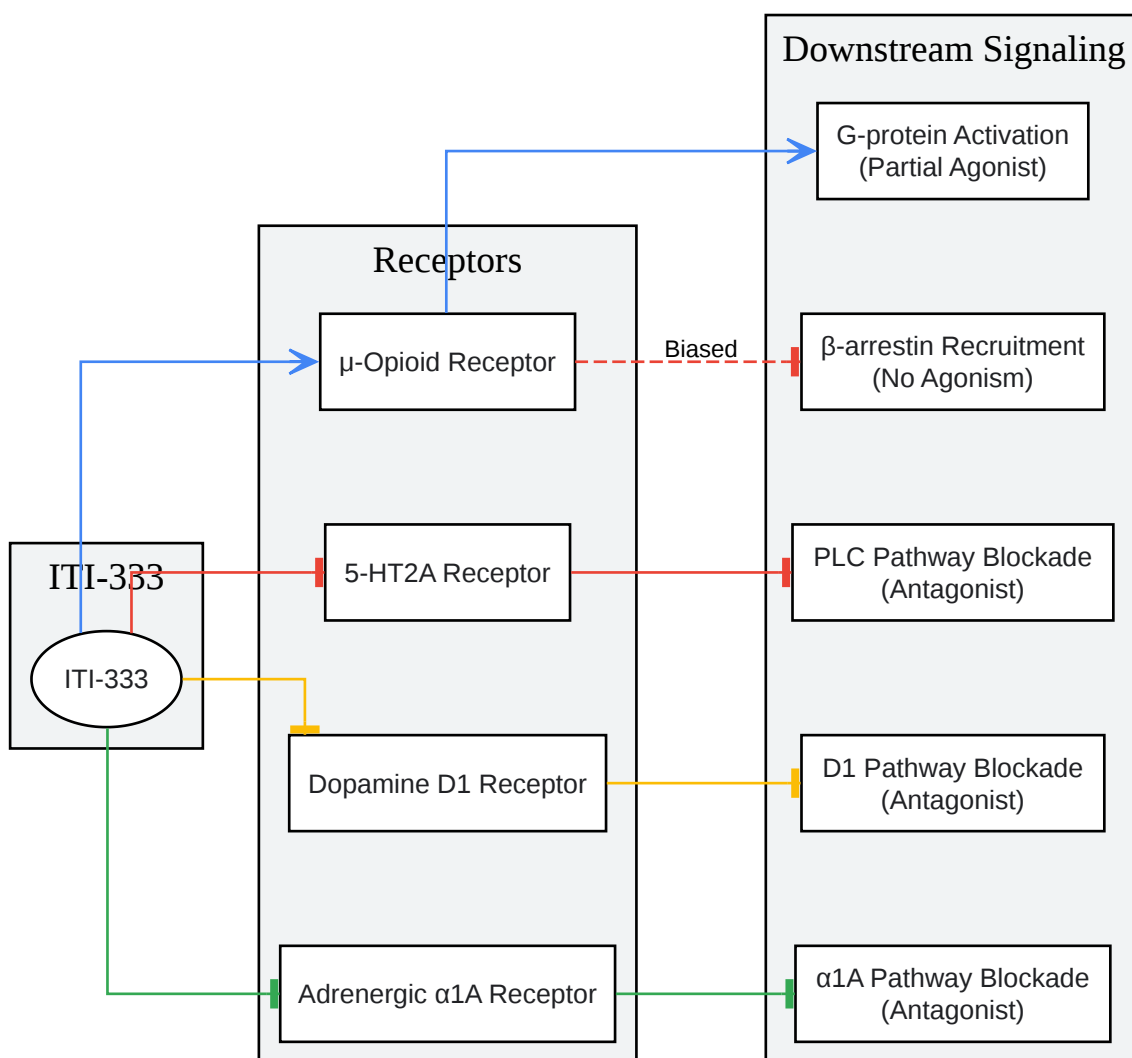 Downstream Signaling
G-protein Activation
(Partial Agonist)
Receptors
μ-Opioid Receptor
Biased
β-arrestin Recruitment
(No Agonism)
ITI-333
5-HT2A Receptor
PLC Pathway Blockade
(Antagonist)
ITI-333
Dopamine D1 Receptor
D1 Pathway Blockade
(Antagonist)
Adrenergic α1A Receptor
α1A Pathway Blockade
(Antagonist)